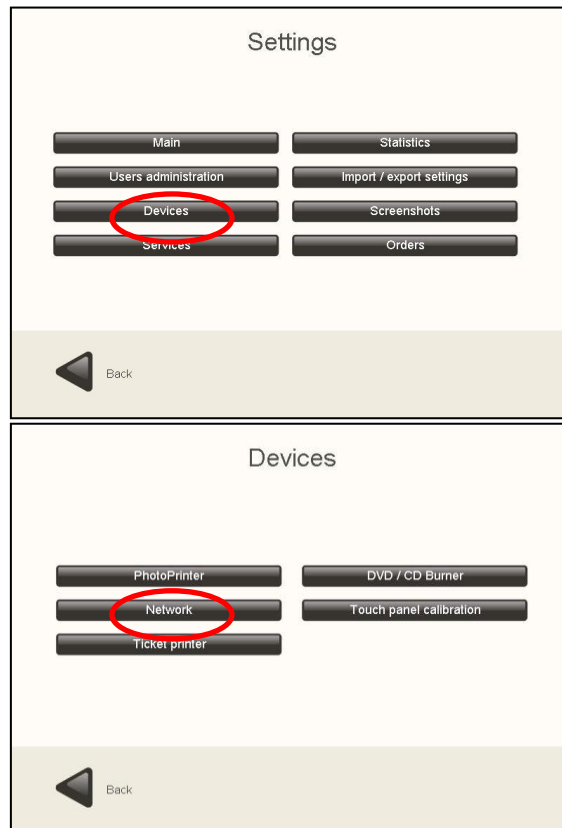 Settings
Main
Statistics
Users administration
Import / export settings
Devices
Screenshots
Services
Orders
Back
Devices
PhotoPrinter
DVD / CD Burner
Network
Touch panel calibration
Ticket printer
Back